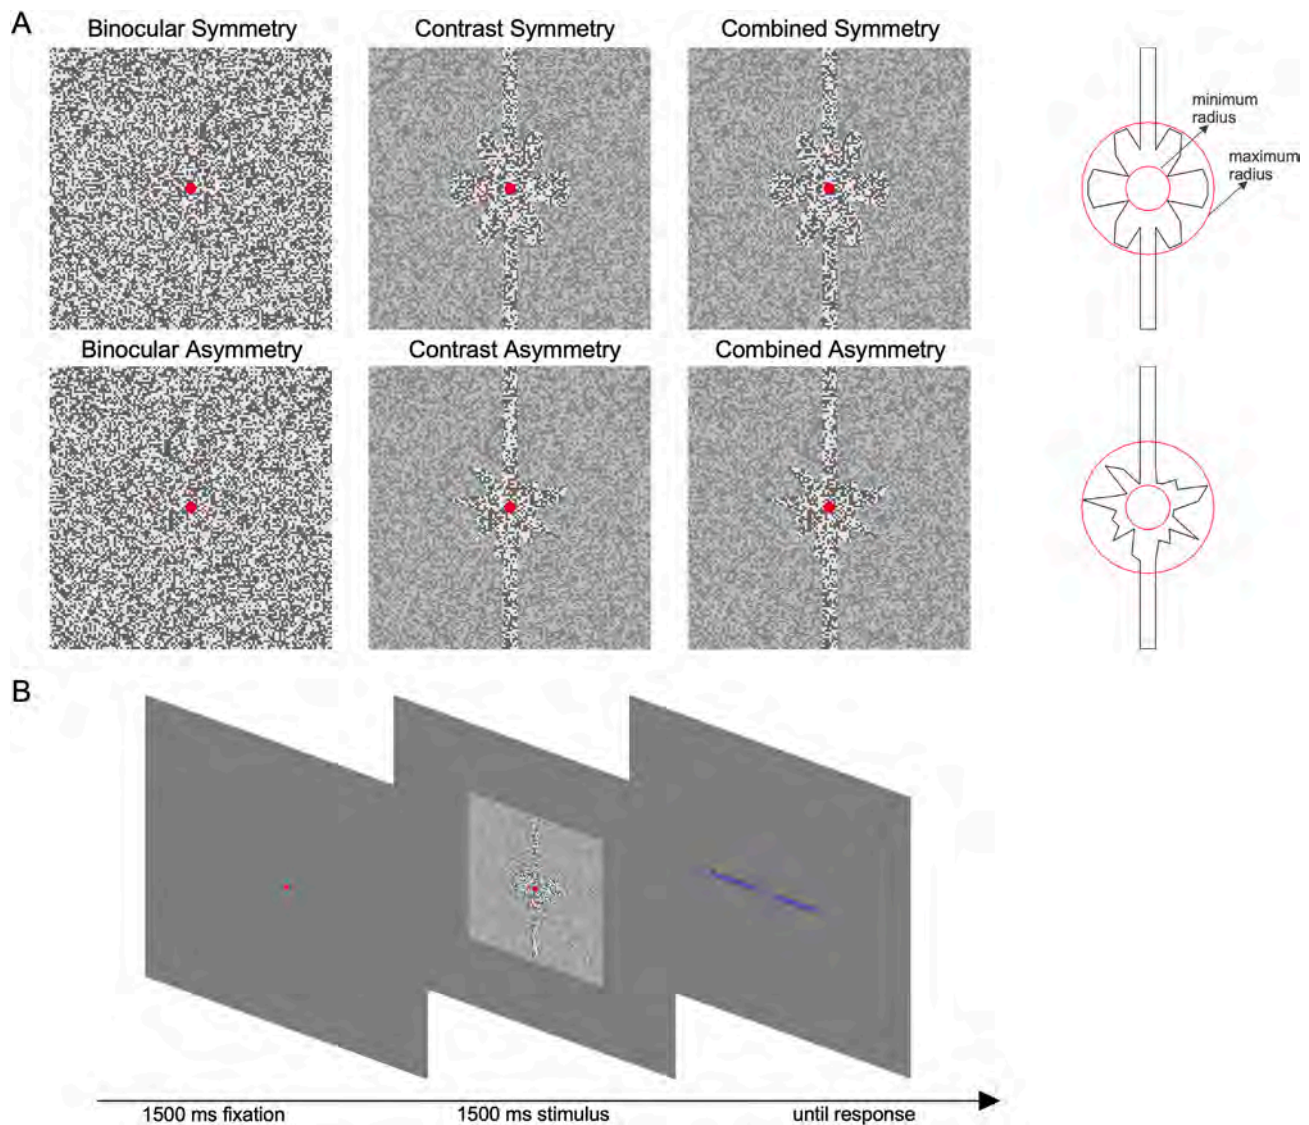 A
Binocular Symmetry
Contrast Symmetry
Combined Symmetry
minimum
radius
maximum
radius
Binocular Asymmetry
Contrast Asymmetry
Combined Asymmetry
B
1500 ms fixation
1500 ms stimulus
until response